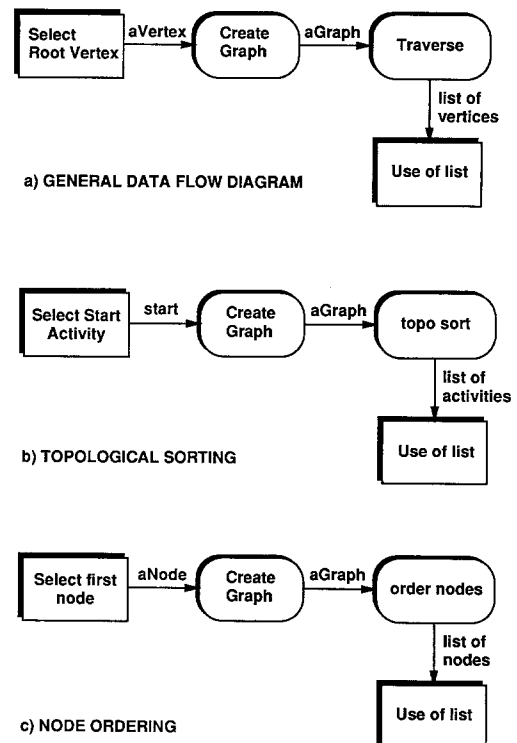 Select
Root Vertex
aVertex
Create
Graph
aGraph
Traverse
list of
vertices
Use of list
a) GENERAL DATA FLOW DIAGRAM
Select Start
Activity
start
Create
Graph
aGraph
topo sort
list of
activities
Use of list
b) TOPOLOGICAL SORTING
Select first
node
aNode
Create
Graph
aGraph
order nodes
list of
nodes
Use of list
c) NODE ORDERING